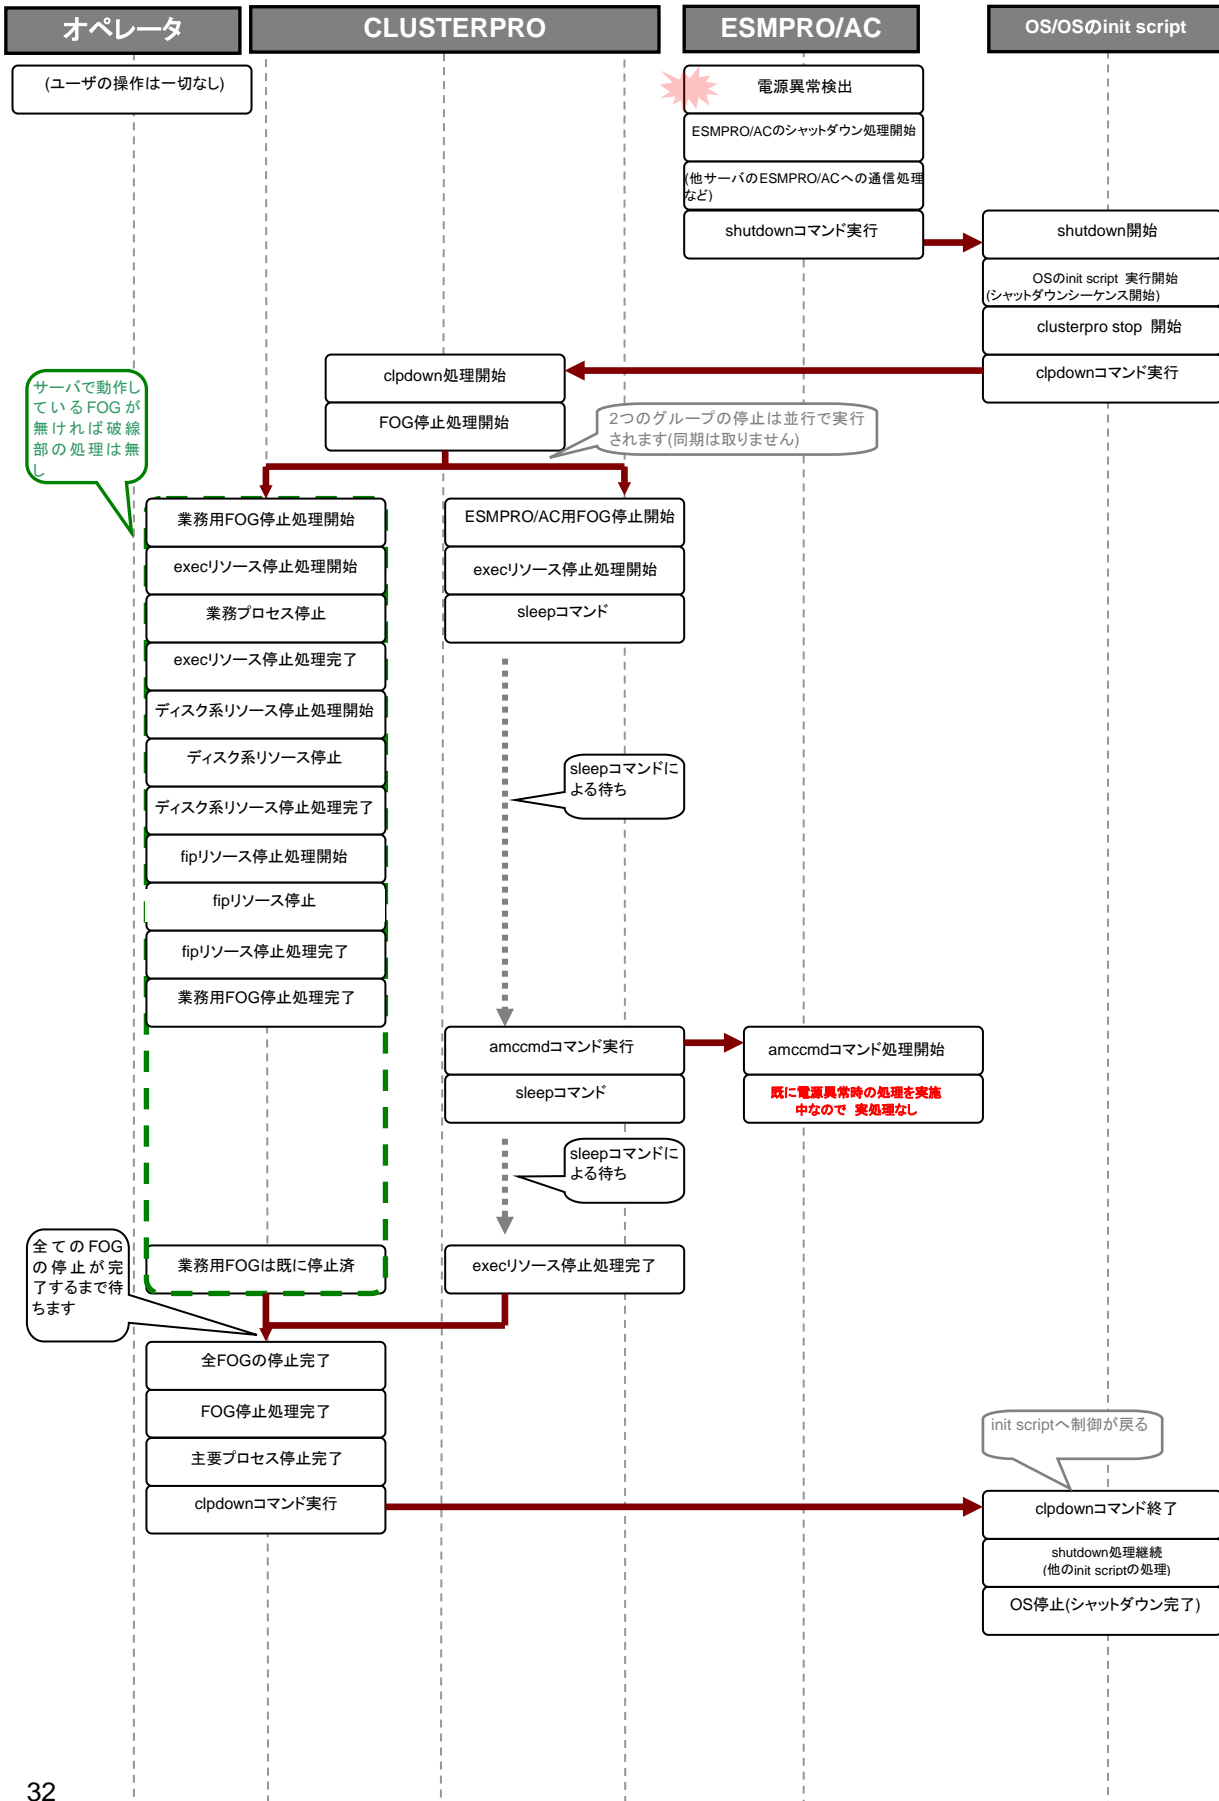 オペレータ
CLUSTERPRO
ESMPRO/AC
OS/OSのinit script
(ユーザの操作は一切なし)
電源異常検出
ESMPRO/ACのシャットダウン処理開始
(他サーバのESMPRO/ACへの通信処理
など)
shutdownコマンド実行
shutdown開始
OSのinit script 実行開始
(シャットダウンシーケンス開始)
clusterpro stop 開始
clpdown処理開始
clpdownコマンド実行
サーバで動作し
ているFOGが
無ければ破線
部の処理は無
し
FOG停止処理開始
2つのグループの停止は並行で実行
されます(同期は取りません)
業務用FOG停止処理開始
ESMPRO/AC用FOG停止開始
execリソース停止処理開始
execリソース停止処理開始
業務プロセス停止
sleepコマンド
execリソース停止処理完了
ディスク系リソース停止処理開始
ディスク系リソース停止
sleepコマンドに
よる待ち
ディスク系リソース停止処理完了
fipリソース停止処理開始
fipリソース停止
fipリソース停止処理完了
業務用FOG停止処理完了
amccmdコマンド実行
amccmdコマンド処理開始
sleepコマンド
既に電源異常時の処理を実施
中なので 実処理なし
sleepコマンドに
よる待ち
全てのFOG
の停止が完
了するまで待
ちます
業務用FOGは既に停止済
execリソース停止処理完了
全FOGの停止完了
FOG停止処理完了
主要プロセス停止完了
init scriptへ制御が戻る
clpdownコマンド実行
clpdownコマンド終了
shutdown処理継続
(他のinit scriptの処理)
OS停止(シャットダウン完了)
32